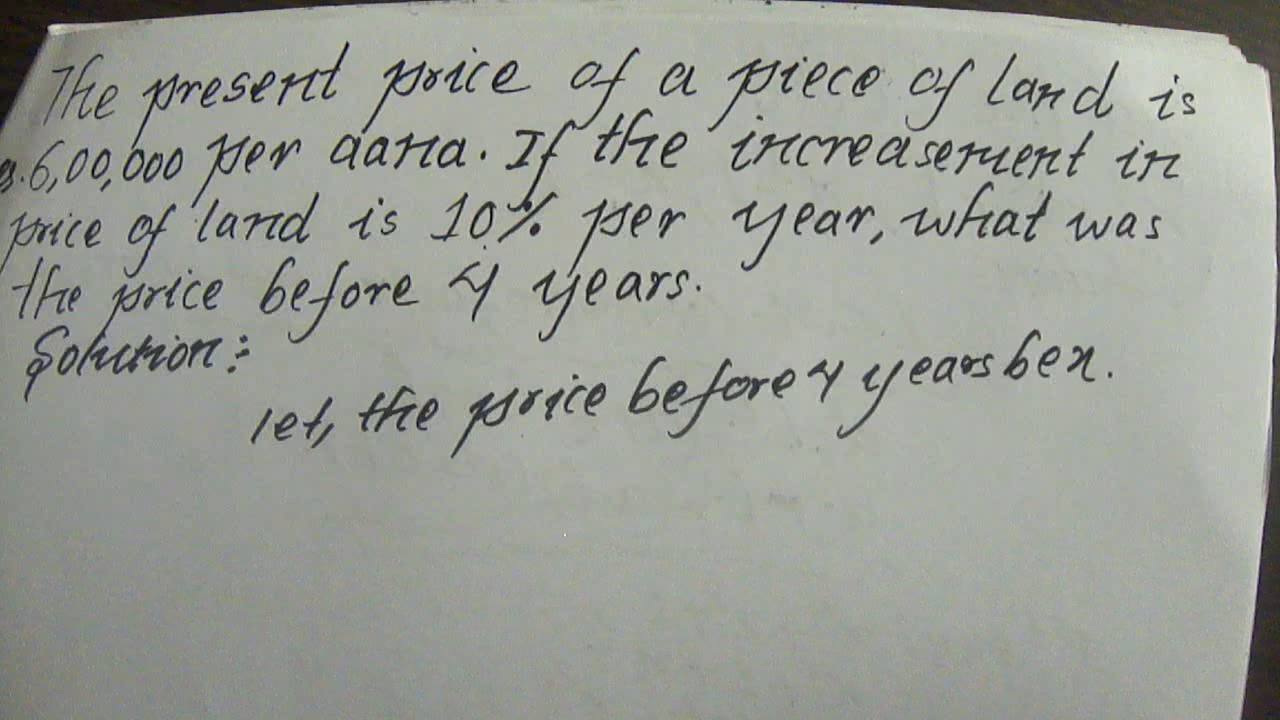 The present price of a piece of land is
s.6,00,000 per aana. If the increasement in
price of land is 10% per year, what was
the price before 4 years.
Solution:
let, the price before 4 years be x.